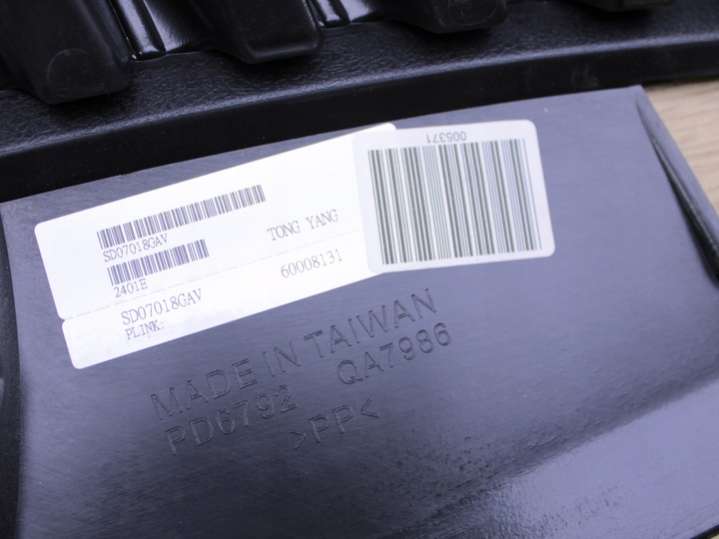 005371
SD07018GAV
TONG YANG
2401E
60008131
SD07018GAV
PLINK:
MADE IN TAIWAN
PD6792 QA7986
>PP<